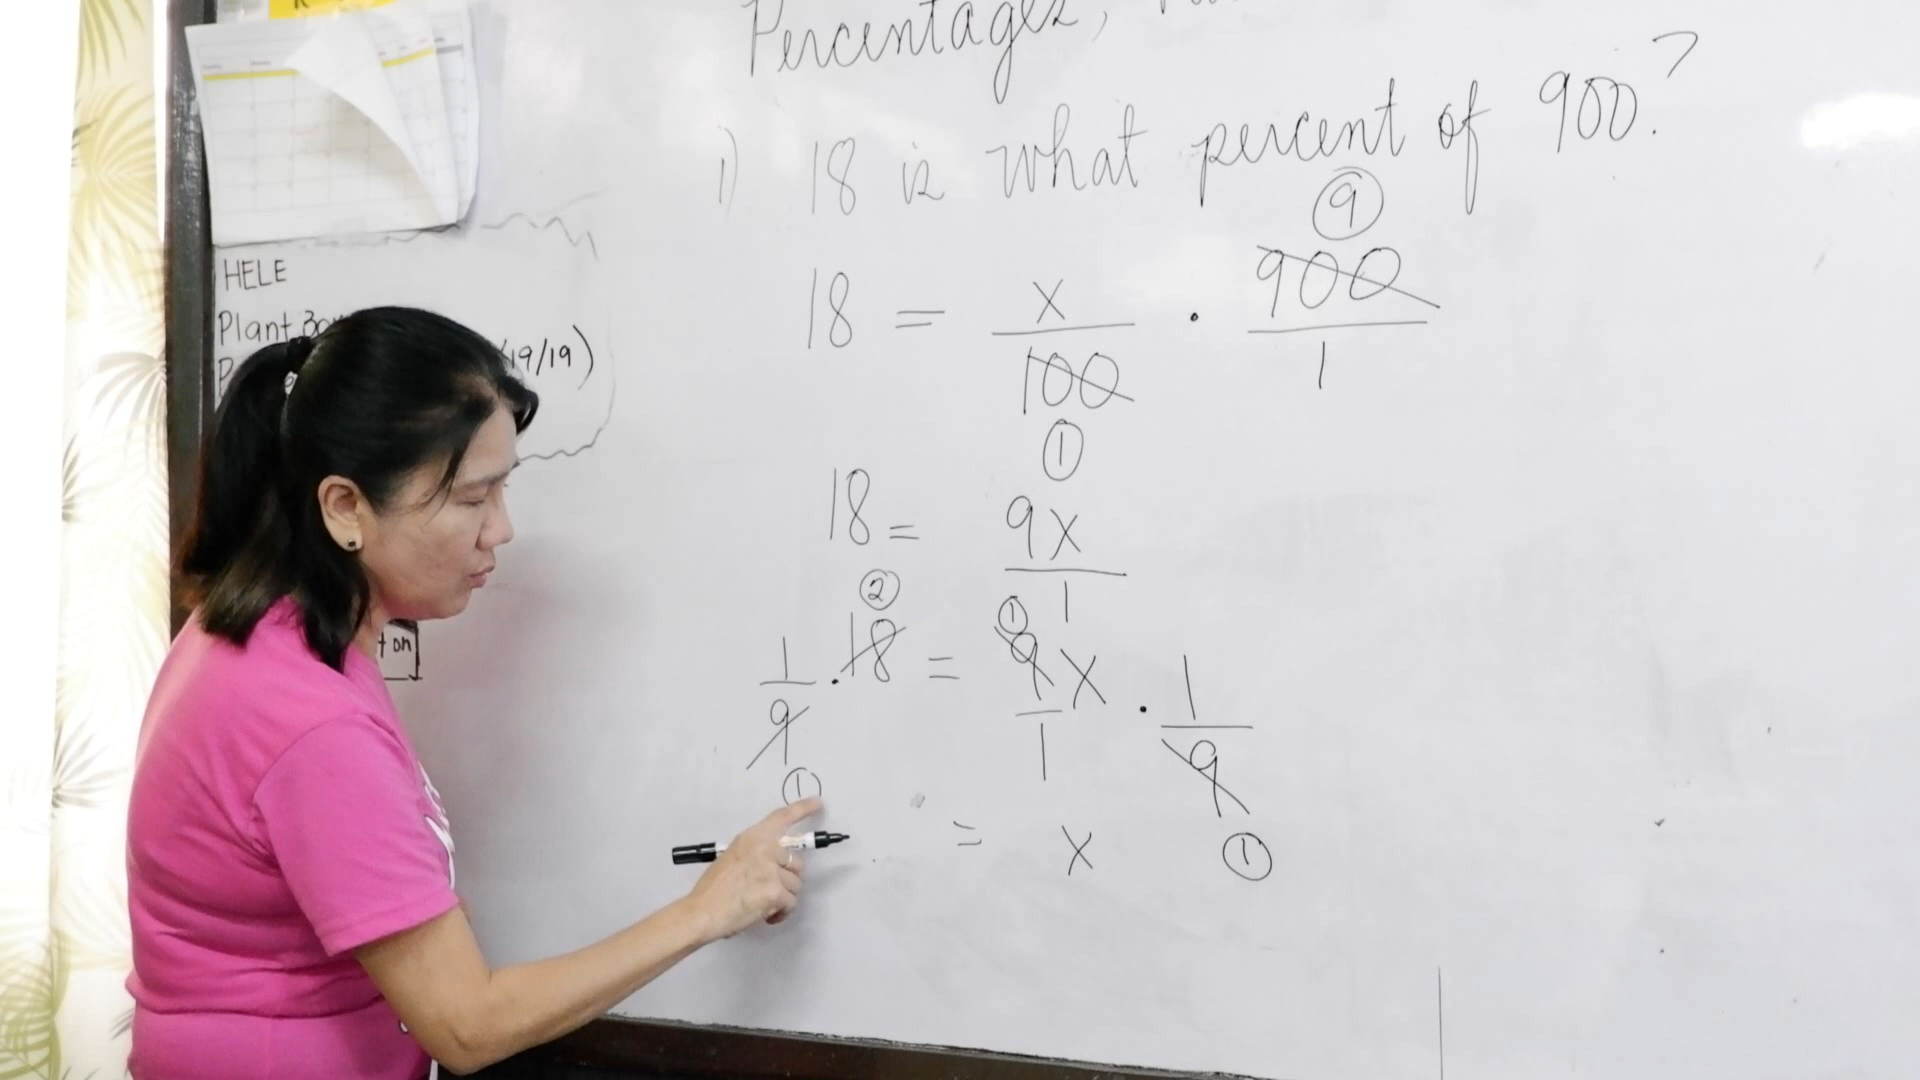 Percentages,
1) 18 is what percent of 900?
9
18 = x/100 · 900/1
1
18 = 9x/1
2 1
1/9 · 18 = 9x/1 · 1/9
1 1
= x
HELE
Plant
19/19)
on